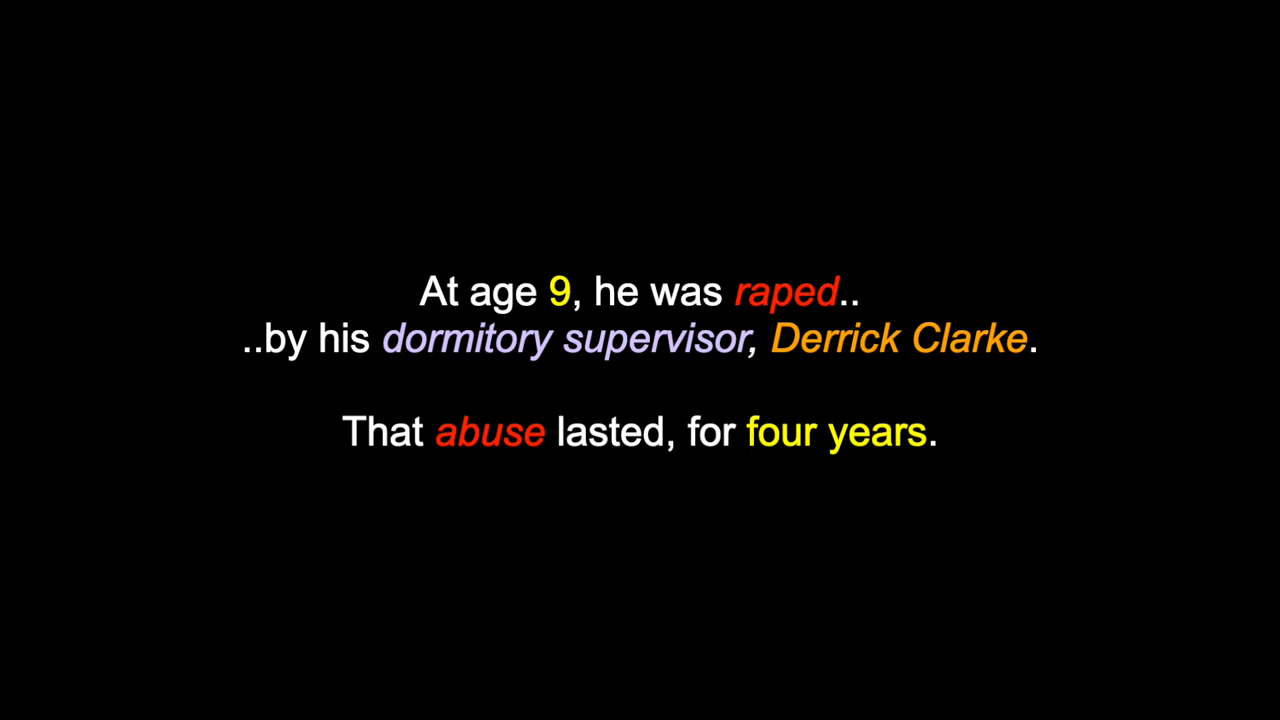 At age 9, he was raped..
..by his dormitory supervisor, Derrick Clarke.
That abuse lasted, for four years.